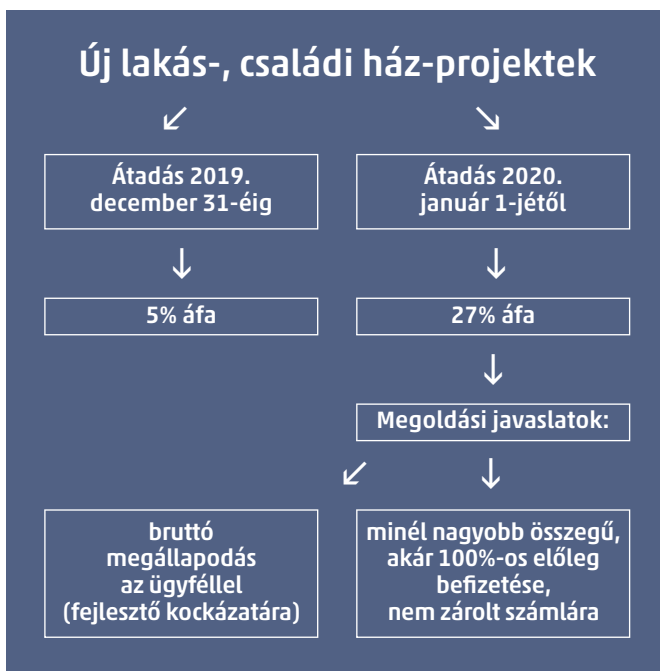 Új lakás-, családi ház-projektek
Átadás 2019.
december 31-éig
Átadás 2020.
január 1-jétől
5% áfa
27% áfa
Megoldási javaslatok:
bruttó
megállapodás
az ügyféllel
(fejlesztő kockázatára)
minél nagyobb összegű,
akár 100%-os előleg
befizetése,
nem zárolt számlára